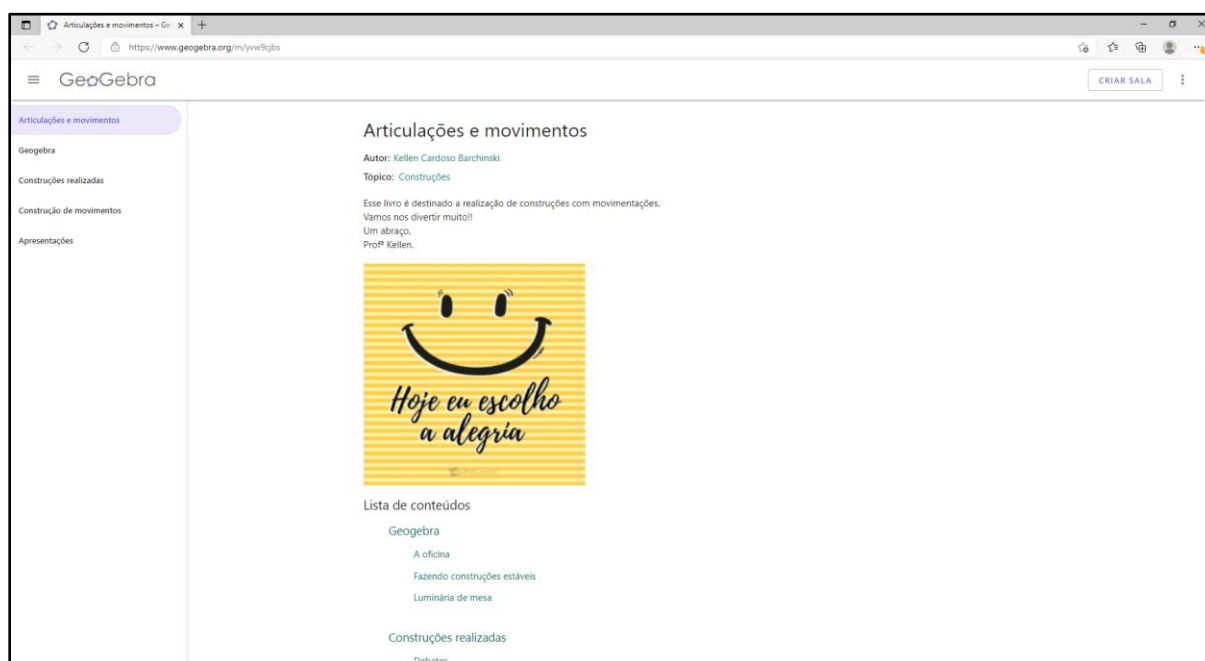 Articulações e movimentos – Ge
https://www.geogebra.org/m/yvw9cjbs
GeoGebra
CRIAR SALA
Articulações e movimentos
Geogebra
Construções realizadas
Construção de movimentos
Apresentações
Articulações e movimentos
Autor: Kellen Cardoso Barchinski
Tópico: Construções
Esse livro é destinado a realização de construções com movimentações.
Vamos nos divertir muito!!
Um abraço,
Profª Kellen.
Hoje eu escolho
a alegria
Lista de conteúdos
Geogebra
A oficina
Fazendo construções estáveis
Luminária de mesa
Construções realizadas
Debates